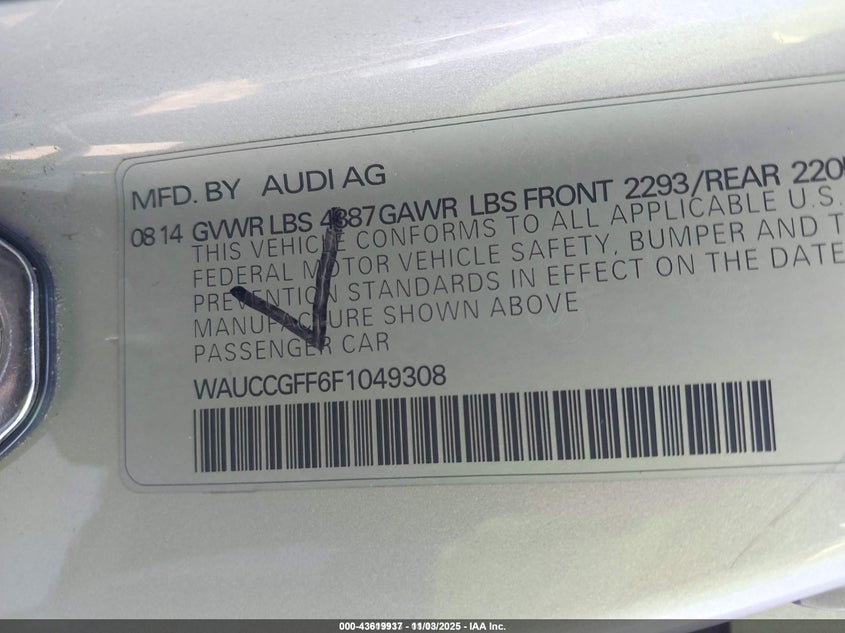 MFD. BY AUDI AG
08 14 GVWR LBS 4387 GAWR LBS FRONT 2293/REAR 2205
THIS VEHICLE CONFORMS TO ALL APPLICABLE U.S.
FEDERAL MOTOR VEHICLE SAFETY, BUMPER AND T
PREVENTION STANDARDS IN EFFECT ON THE DATE
MANUFACTURE SHOWN ABOVE
PASSENGER CAR
WAUCCGFF6F1049308
000-43619937 - 11/03/2025 - IAA Inc.